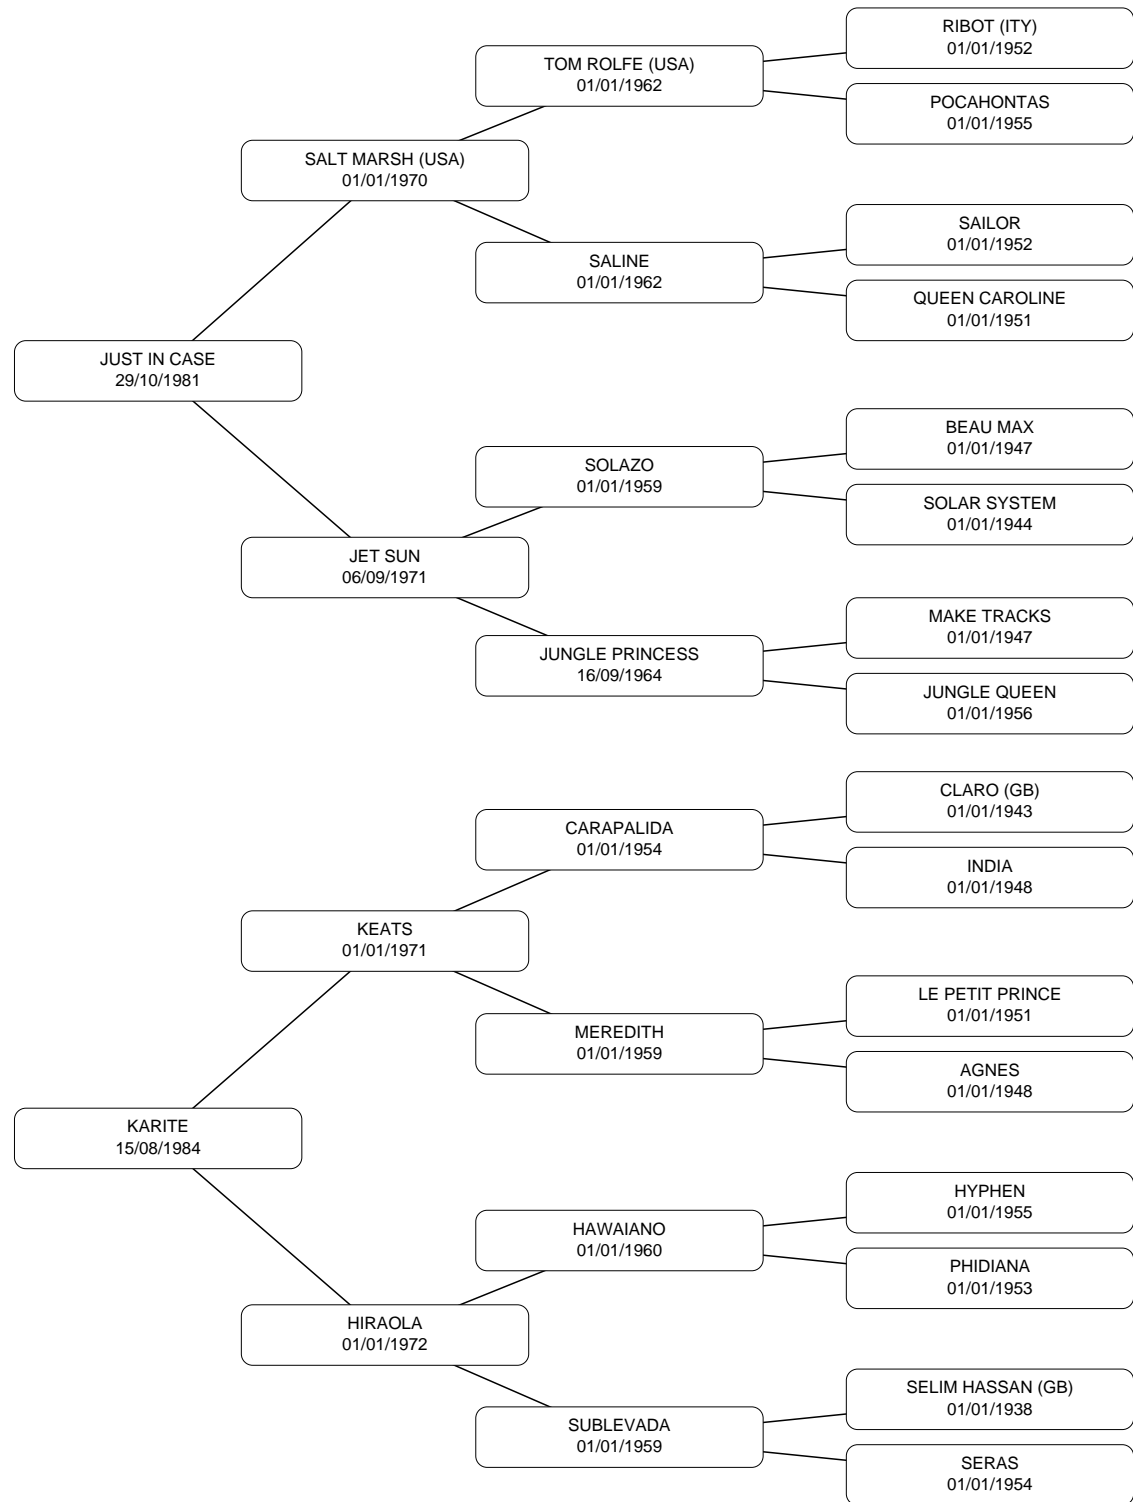 RIBOT (ITY)
01/01/1952
TOM ROLFE (USA)
01/01/1962
POCAHONTAS
01/01/1955
SALT MARSH (USA)
01/01/1970
SAILOR
01/01/1952
SALINE
01/01/1962
QUEEN CAROLINE
01/01/1951
JUST IN CASE
29/10/1981
BEAU MAX
01/01/1947
SOLAZO
01/01/1959
SOLAR SYSTEM
01/01/1944
JET SUN
06/09/1971
MAKE TRACKS
01/01/1947
JUNGLE PRINCESS
16/09/1964
JUNGLE QUEEN
01/01/1956
CLARO (GB)
01/01/1943
CARAPALIDA
01/01/1954
INDIA
01/01/1948
KEATS
01/01/1971
LE PETIT PRINCE
01/01/1951
MEREDITH
01/01/1959
AGNES
01/01/1948
KARITE
15/08/1984
HYPHEN
01/01/1955
HAWAIANO
01/01/1960
PHIDIANA
01/01/1953
HIRAOLA
01/01/1972
SELIM HASSAN (GB)
01/01/1938
SUBLEVADA
01/01/1959
SERAS
01/01/1954